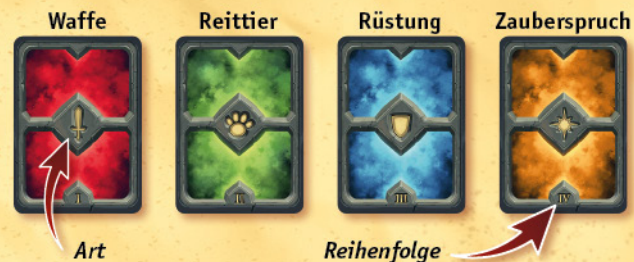 Waffe Reittier Rüstung Zauberspruch
I II III IV
Art Reihenfolge